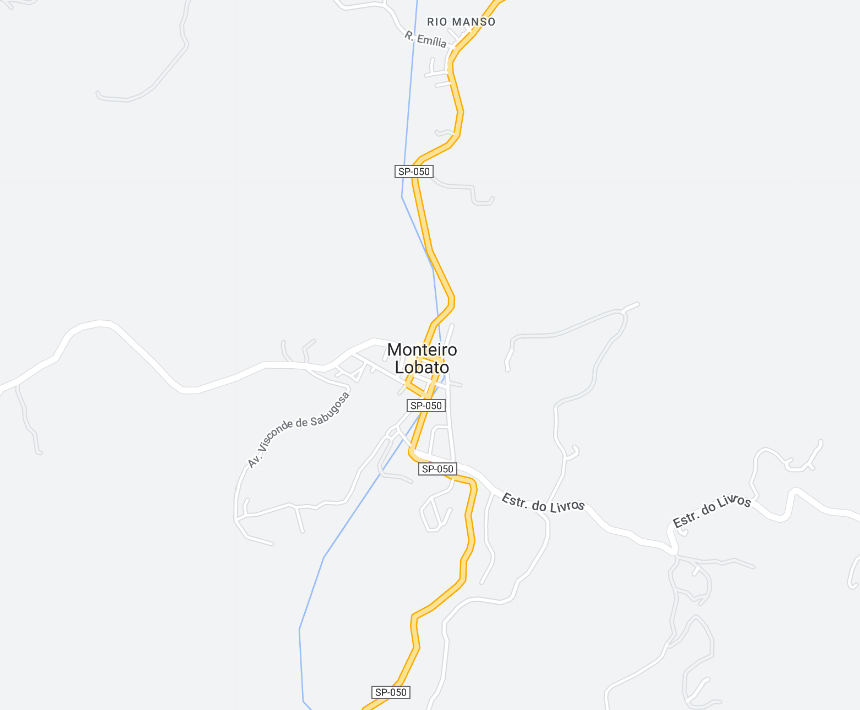 RIO MANSO
R. Emília
SP-050
Monteiro
Lobato
SP-050
Av. Visconde de Sabugosa
SP-050
Estr. do Livros
Estr. do Livros
SP-050